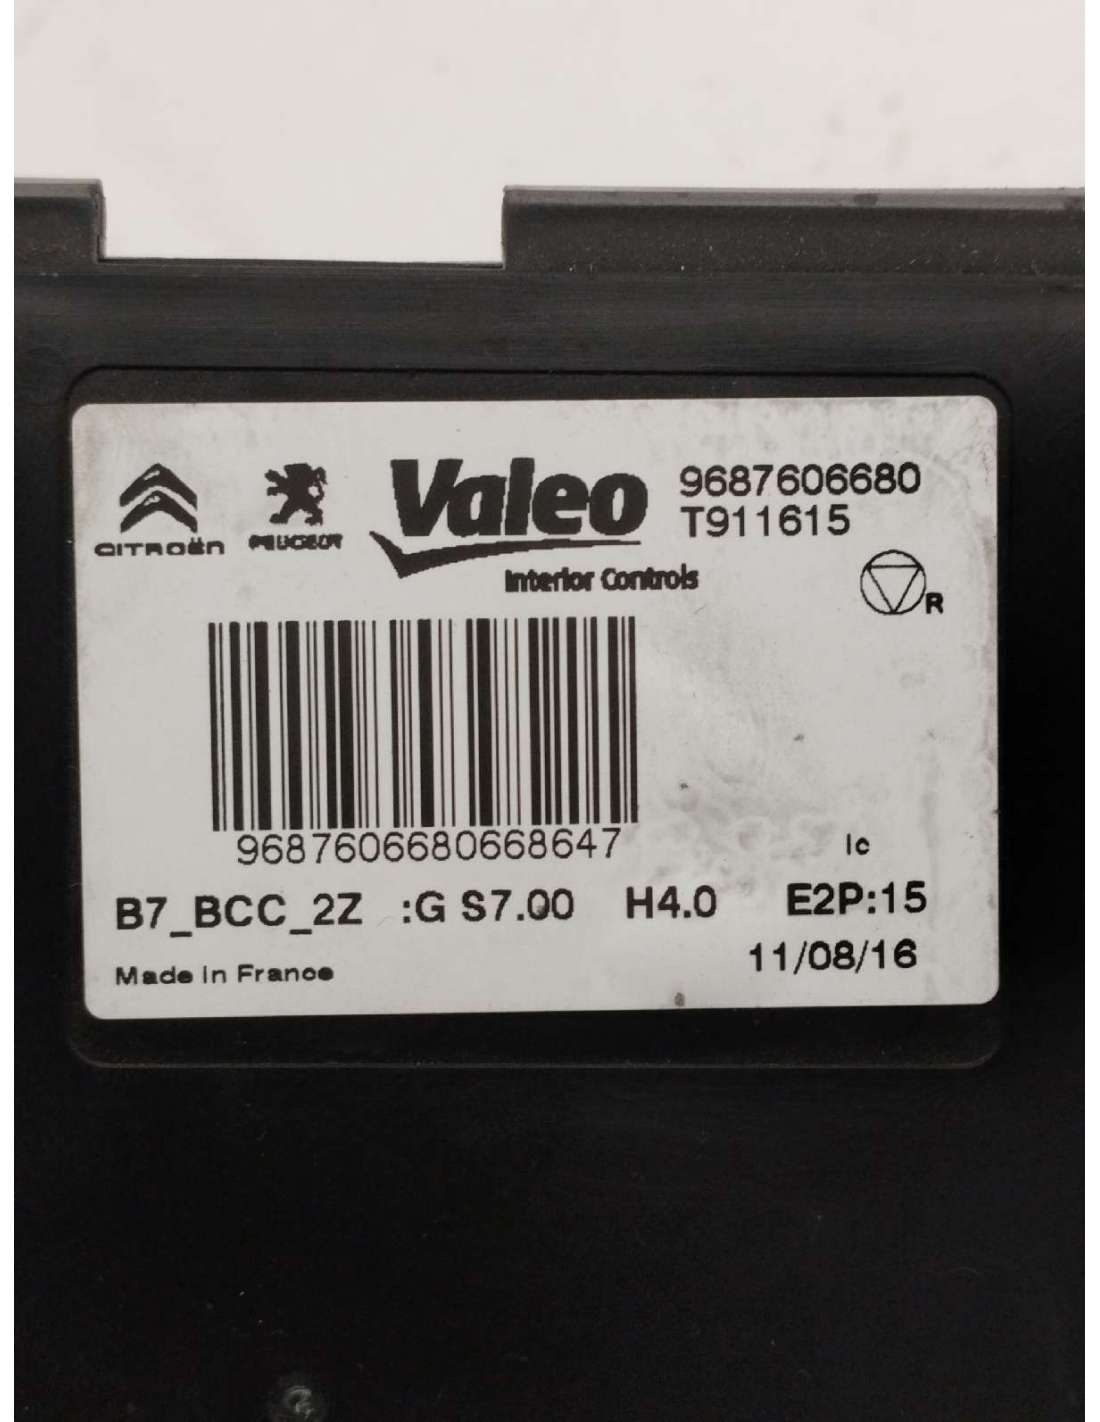 CITROËN PEUGEOT Valeo 9687606680
T911615
Interior Controls
R
9687606680668647
Ic
B7_BCC_2Z :G S7.00 H4.0 E2P:15
11/08/16
Made in France